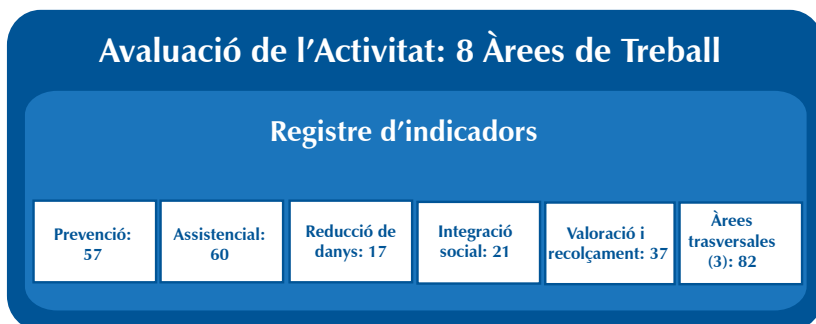 Avaluació de l'Activitat: 8 Àrees de Treball
Registre d'indicadors
Prevenció:
57
Assistencial:
60
Reducció de
danys: 17
Integració
social: 21
Valoració i
recolçament: 37
Àrees
trasversales
(3): 82